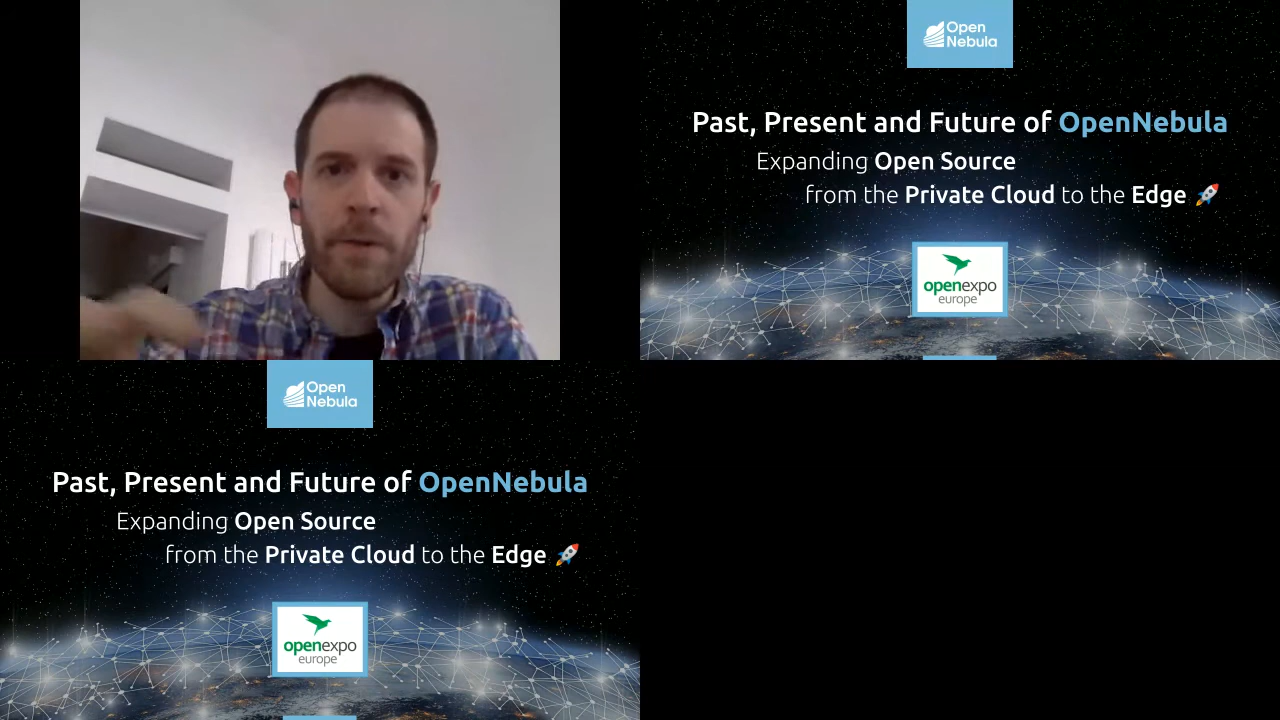 Open
Nebula
Past, Present and Future of OpenNebula
Expanding Open Source
from the Private Cloud to the Edge 🚀
openexpo
europe
Open
Nebula
Past, Present and Future of OpenNebula
Expanding Open Source
from the Private Cloud to the Edge 🚀
openexpo
europe